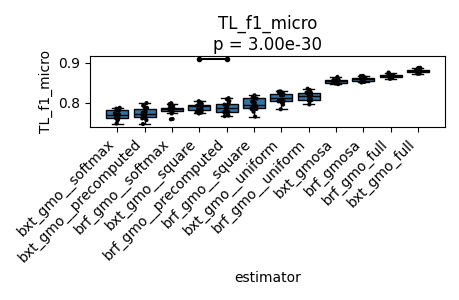 TL_f1_micro
p = 3.00e-30
TL_f1_micro
0.9
0.8
bxt_gmo__softmax
bxt_gmo__precomputed
brf_gmo__softmax
bxt_gmo__square
brf_gmo__precomputed
brf_gmo__square
bxt_gmo__uniform
brf_gmo__uniform
bxt_gmosa
brf_gmosa
brf_gmo_full
bxt_gmo_full
estimator